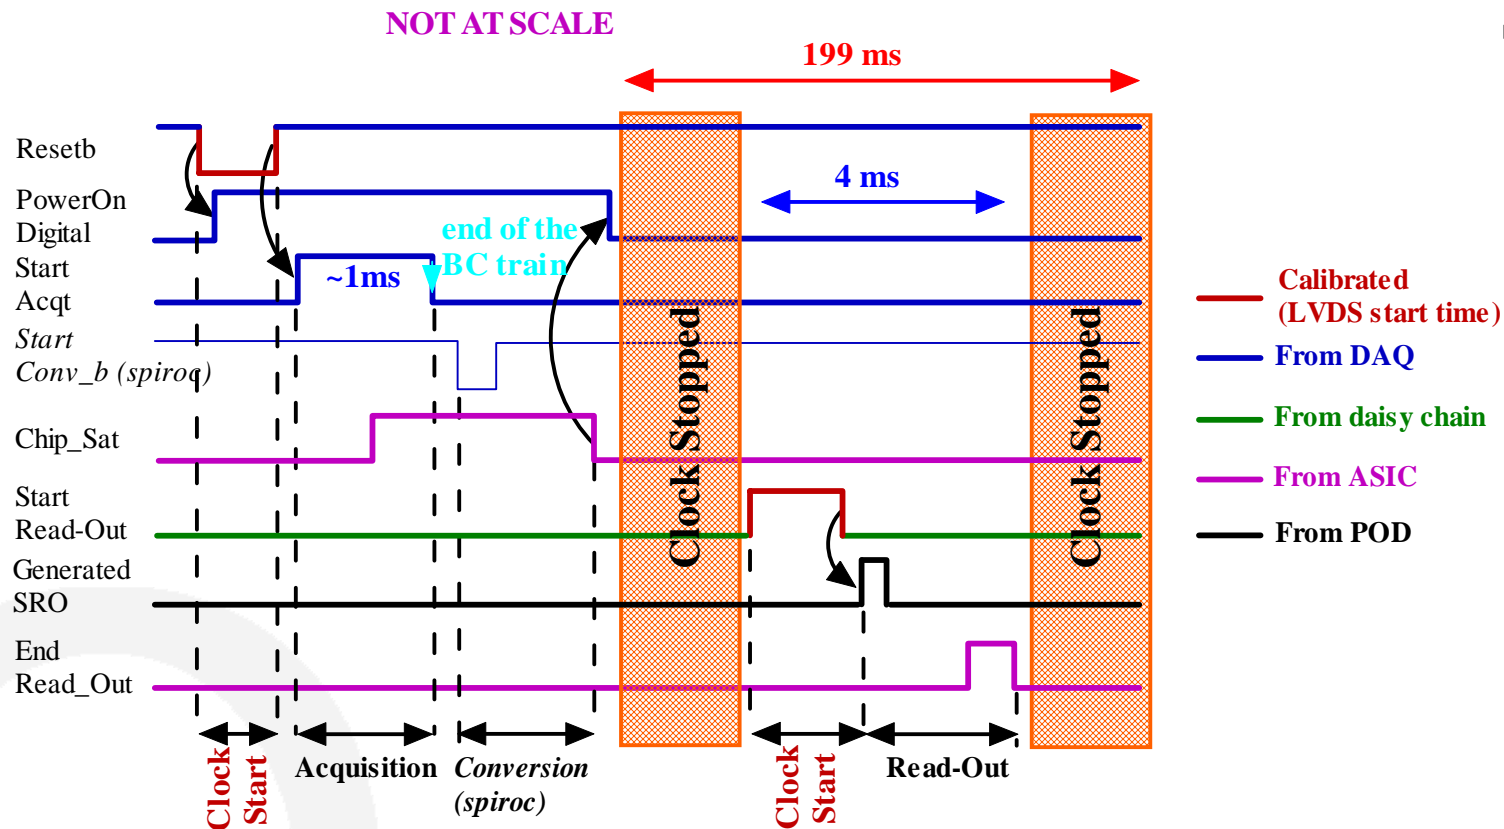 NOT AT SCALE
199 ms
Resetb
PowerOn
Digital
4 ms
end of the
BC train
Start
Acqt
~1ms
Start
Conv_b (spiroc)
Chip_Sat
Start
Read-Out
Generated
SRO
End
Read_Out
Clock Stopped
Clock Stopped
Calibrated
(LVDS start time)
From DAQ
From daisy chain
From ASIC
From POD
Clock
Start
Acquisition
Conversion
(spiroc)
Clock
Start
Read-Out